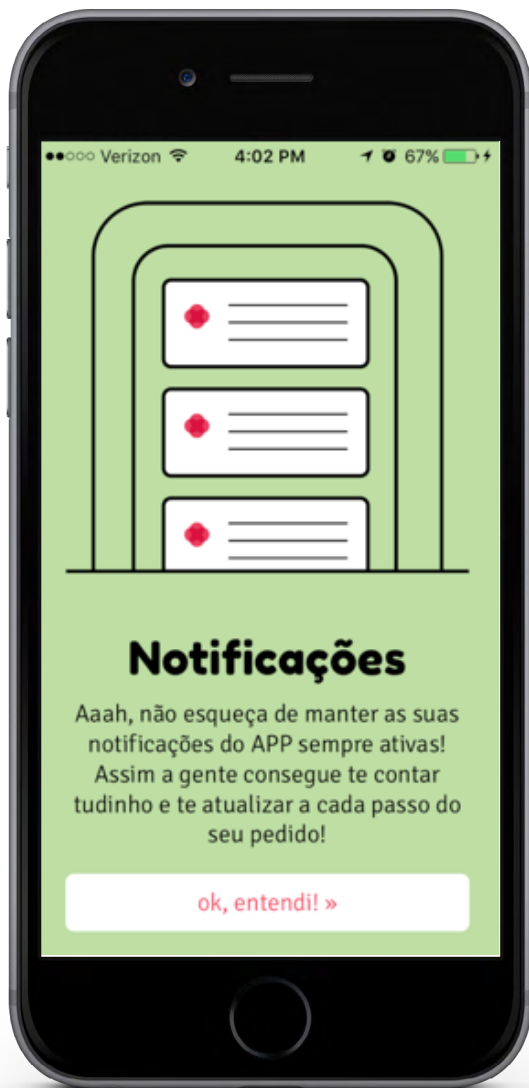 Verizon 4:02 PM 67%
Notificações
Aaah, não esqueça de manter as suas
notificações do APP sempre ativas!
Assim a gente consegue te contar
tudinho e te atualizar a cada passo do
seu pedido!
ok, entendi! »